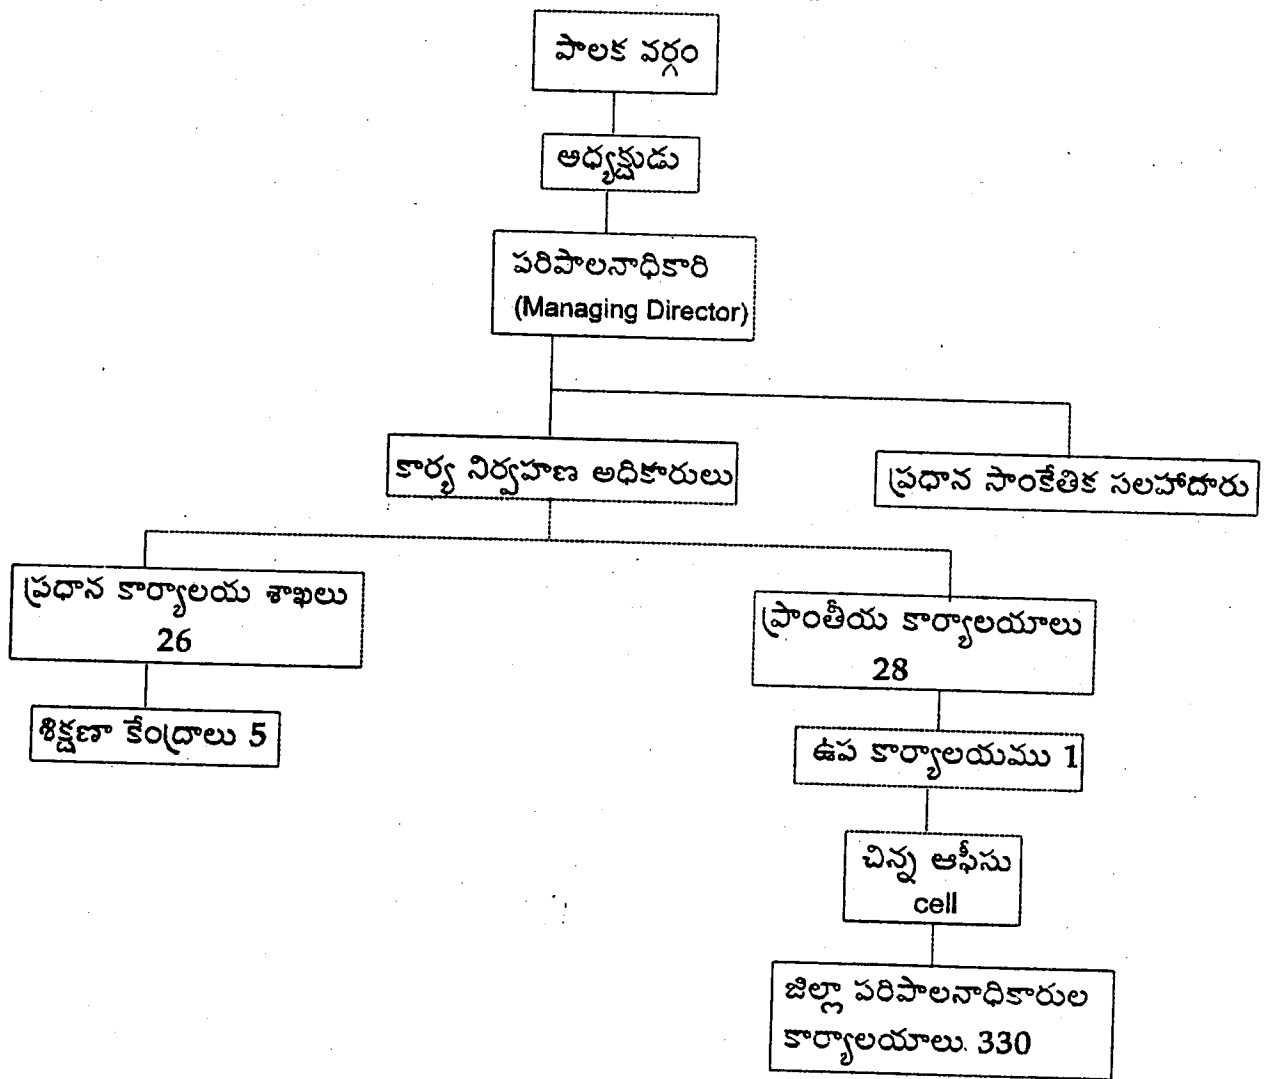 పాలక వర్గం
ఆధ్యక్షుడు
పరిపాలనాధికారి
(Managing Director)
కార్య నిర్వహణ అధికారులు
ప్రధాన సాంకేతిక సలహాదారు
ప్రధాన కార్యాలయ శాఖలు
26
ప్రాంతీయ కార్యాలయాలు
28
శిక్షణా కేంద్రాలు 5
ఉప కార్యాలయము 1
చిన్న ఆఫీసు
cell
జిల్లా పరిపాలనాధికారుల
కార్యాలయాలు. 330